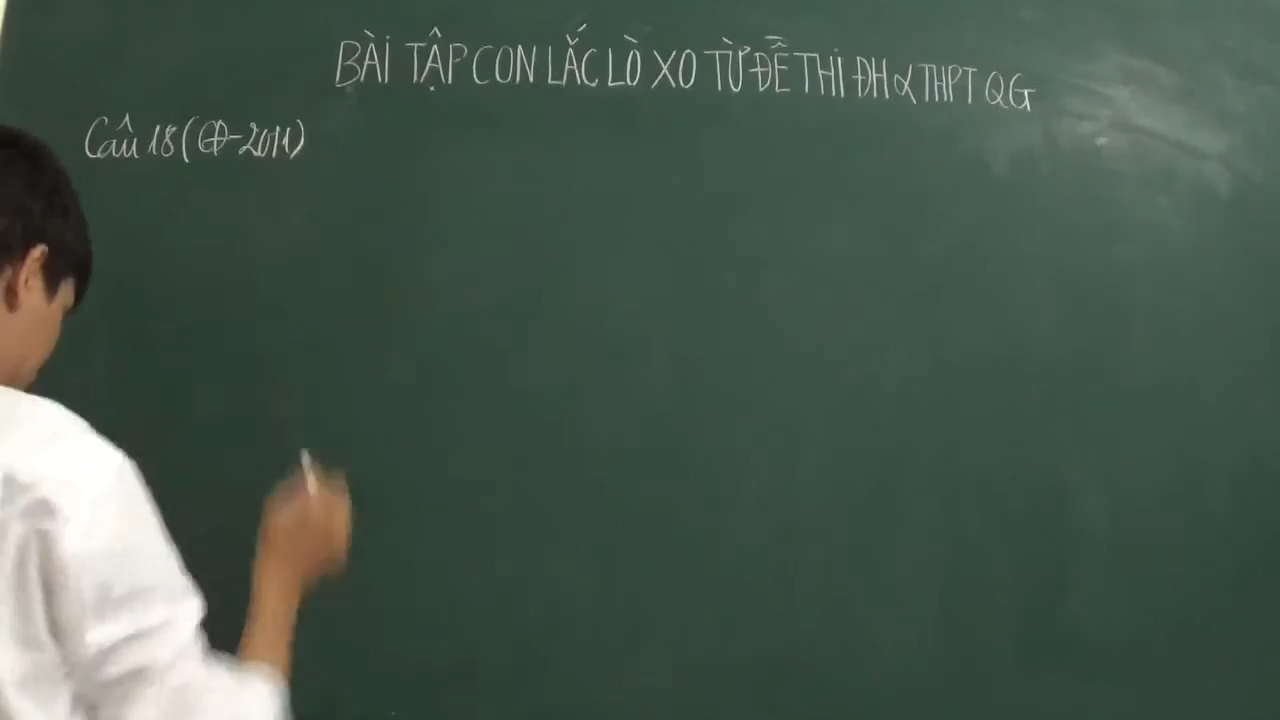 BÀI TẬP CON LẮC LÒ XO TỪ ĐỀ THI ĐH & THPT QG
Câu 18 (CĐ-2011)